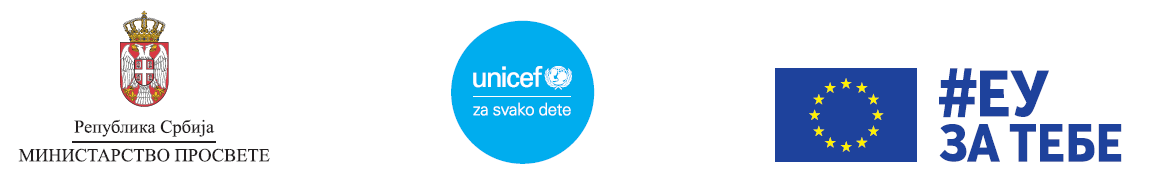 Република Србија
МИНИСТАРСТВО ПРОСВЕТЕ
unicef
za svako dete
#ЕУ
ЗА ТЕБЕ